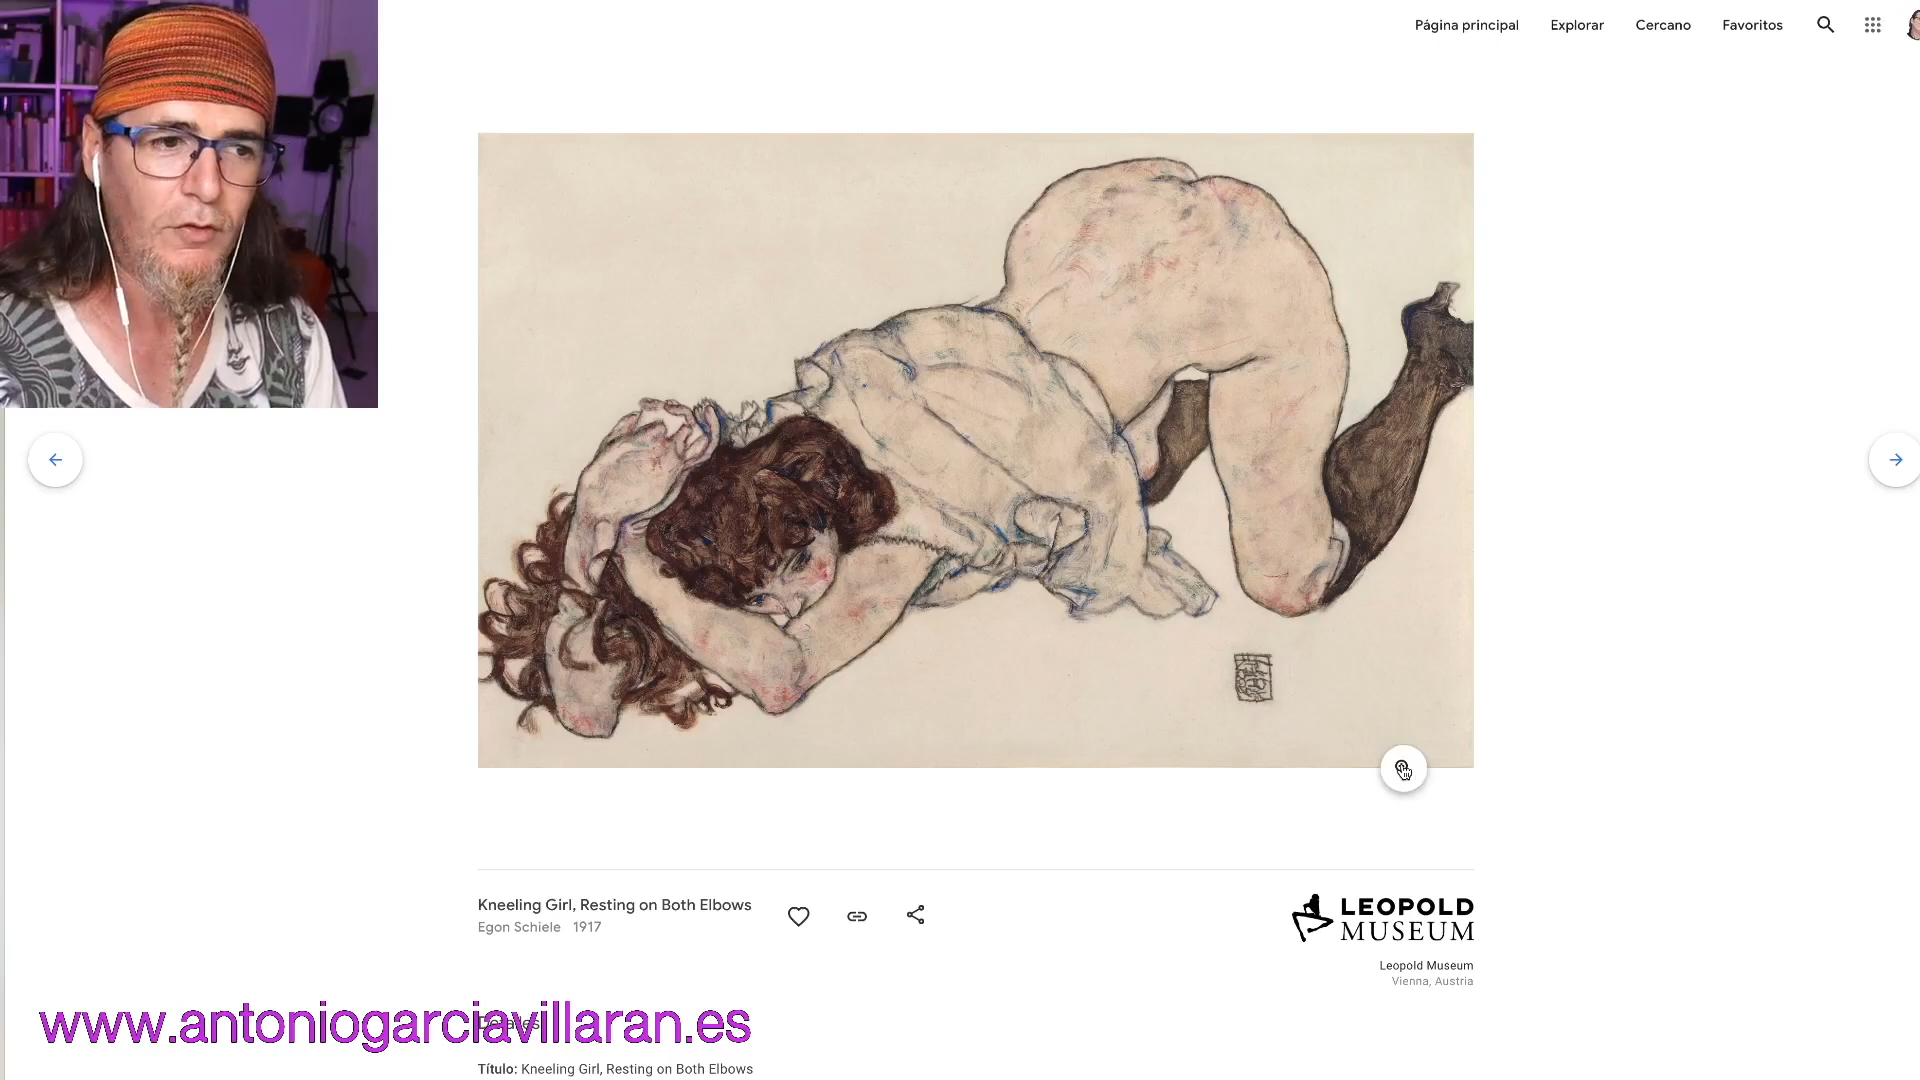 Página principal Explorar Cercano Favoritos
Kneeling Girl, Resting on Both Elbows
Egon Schiele 1917
LEOPOLD
MUSEUM
Leopold Museum
Vienna, Austria
www.antoniogarciavillaran.es
Detalles
Título: Kneeling Girl, Resting on Both Elbows